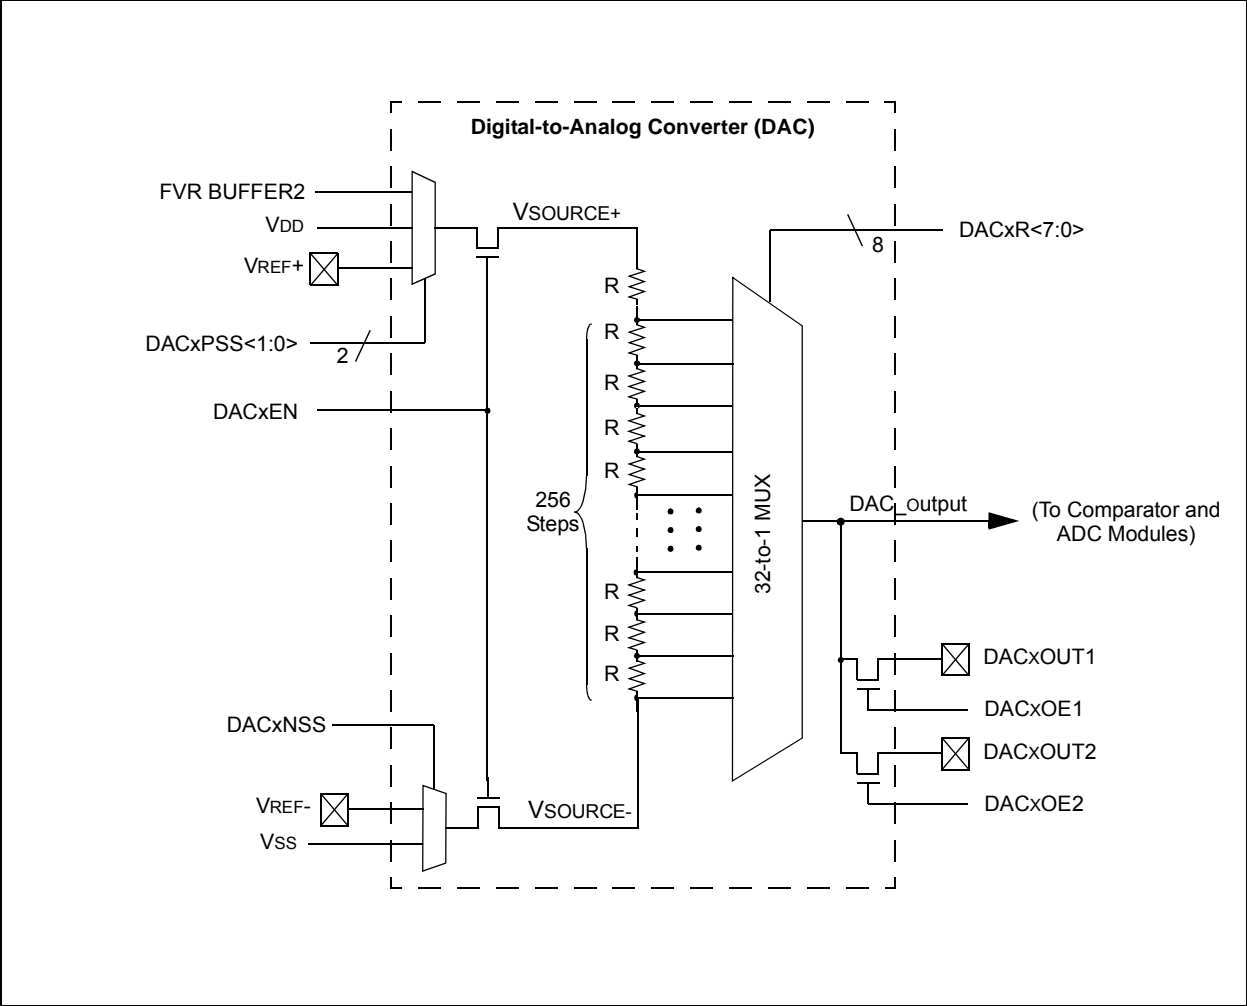 Digital-to-Analog Converter (DAC)
FVR BUFFER2
VDD
VREF+
DACxPSS<1:0>
2
DACxEN
VSOURCE+
8
DACxR<7:0>
R
R
R
R
R
256
Steps
R
R
R
32-to-1 MUX
DAC_output
(To Comparator and
ADC Modules)
DACxOUT1
DACxOE1
DACxOUT2
DACxOE2
DACxNSS
VREF-
VSS
VSOURCE-